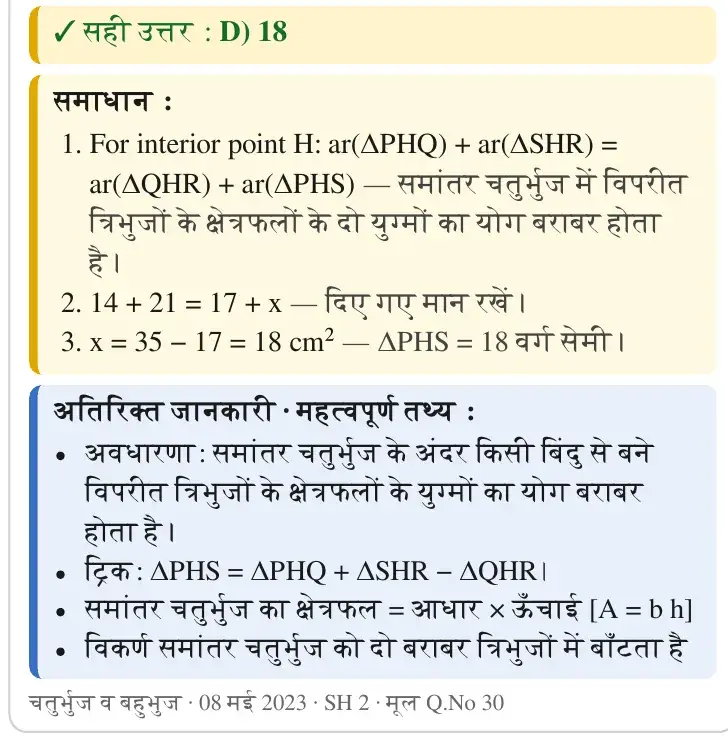 ✓ सही उत्तर : D) 18
समाधान :
1. For interior point H: ar(ΔPHQ) + ar(ΔSHR) =
ar(ΔQHR) + ar(ΔPHS) — समांतर चतुर्भुज में विपरीत
त्रिभुजों के क्षेत्रफलों के दो युग्मों का योग बराबर होता
है।
2. 14 + 21 = 17 + x — दिए गए मान रखें।
3. x = 35 − 17 = 18 cm² — ΔPHS = 18 वर्ग सेमी।
अतिरिक्त जानकारी · महत्वपूर्ण तथ्य :
• अवधारणा : समांतर चतुर्भुज के अंदर किसी बिंदु से बने
विपरीत त्रिभुजों के क्षेत्रफलों के युग्मों का योग बराबर
होता है।
• ट्रिक : ΔPHS = ΔPHQ + ΔSHR − ΔQHR।
• समांतर चतुर्भुज का क्षेत्रफल = आधार × ऊँचाई [A = b h]
• विकर्ण समांतर चतुर्भुज को दो बराबर त्रिभुजों में बाँटता है
चतुर्भुज व बहुभुज · 08 मई 2023 · SH 2 · मूल Q.No 30